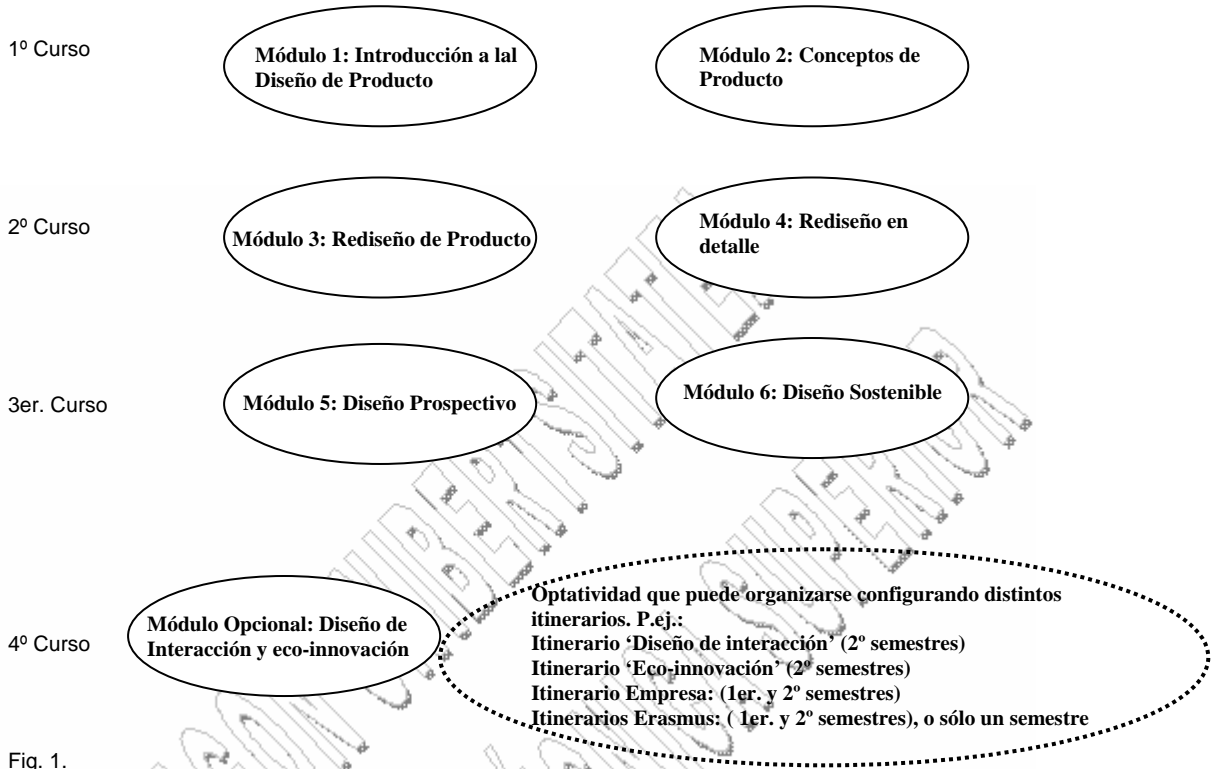 1º Curso
Módulo 1: Introducción a lal
Diseño de Producto
Módulo 2: Conceptos de
Producto
2º Curso
Módulo 3: Rediseño de Producto
Módulo 4: Rediseño en
detalle
3er. Curso
Módulo 5: Diseño Prospectivo
Módulo 6: Diseño Sostenible
4º Curso
Módulo Opcional: Diseño de
Interacción y eco-innovación
Optatividad que puede organizarse configurando distintos
itinerarios. P.ej.:
Itinerario ‘Diseño de interacción’ (2º semestres)
Itinerario ‘Eco-innovación’ (2º semestres)
Itinerario Empresa: (1er. y 2º semestres)
Itinerarios Erasmus: ( 1er. y 2º semestres), o sólo un semestre
Fig. 1.